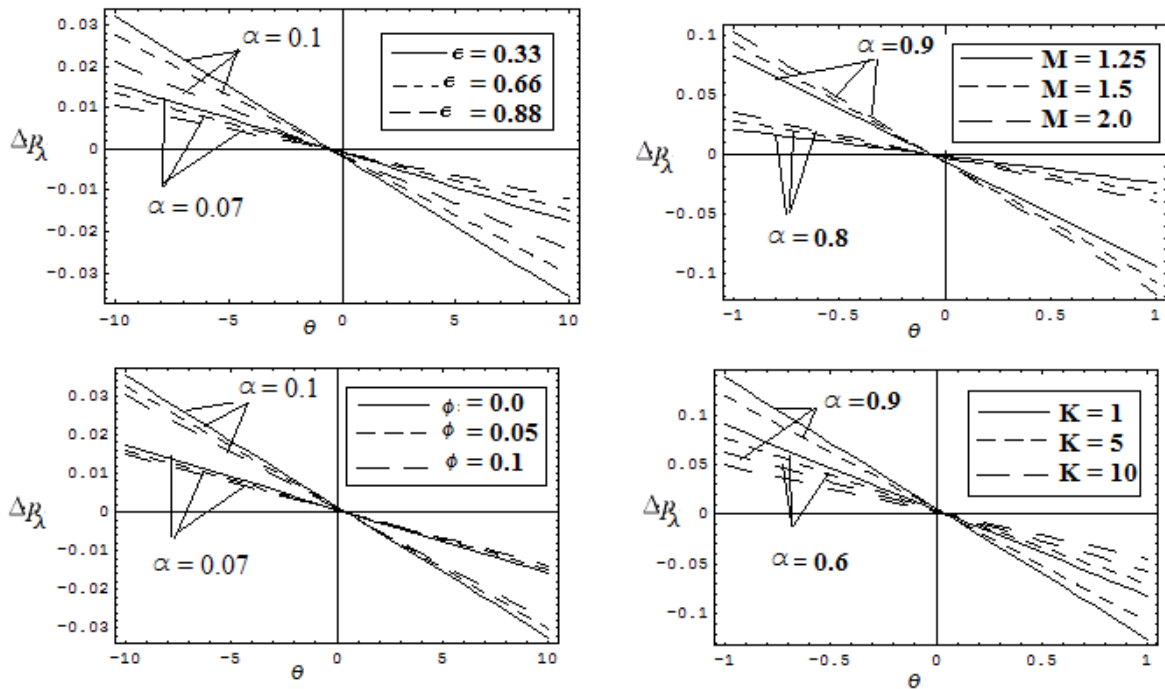 0.03
0.02
0.01
0
-0.01
-0.02
-0.03
Δpλ
α = 0.1
α = 0.07
ϵ = 0.33
ϵ = 0.66
ϵ = 0.88
-10
-5
0
5
10
θ
0.1
0.05
0
-0.05
-0.1
Δpλ
α=0.9
α=0.8
M = 1.25
M = 1.5
M = 2.0
-1
-0.5
0
0.5
1
θ
0.03
0.02
0.01
0
-0.01
-0.02
-0.03
Δpλ
α = 0.1
α = 0.07
ϕ: = 0.0
ϕ = 0.05
ϕ = 0.1
-10
-5
0
5
10
θ
0.1
0.05
0
-0.05
-0.1
Δpλ
α=0.9
α = 0.6
K = 1
K = 5
K = 10
-1
-0.5
0
0.5
1
θ